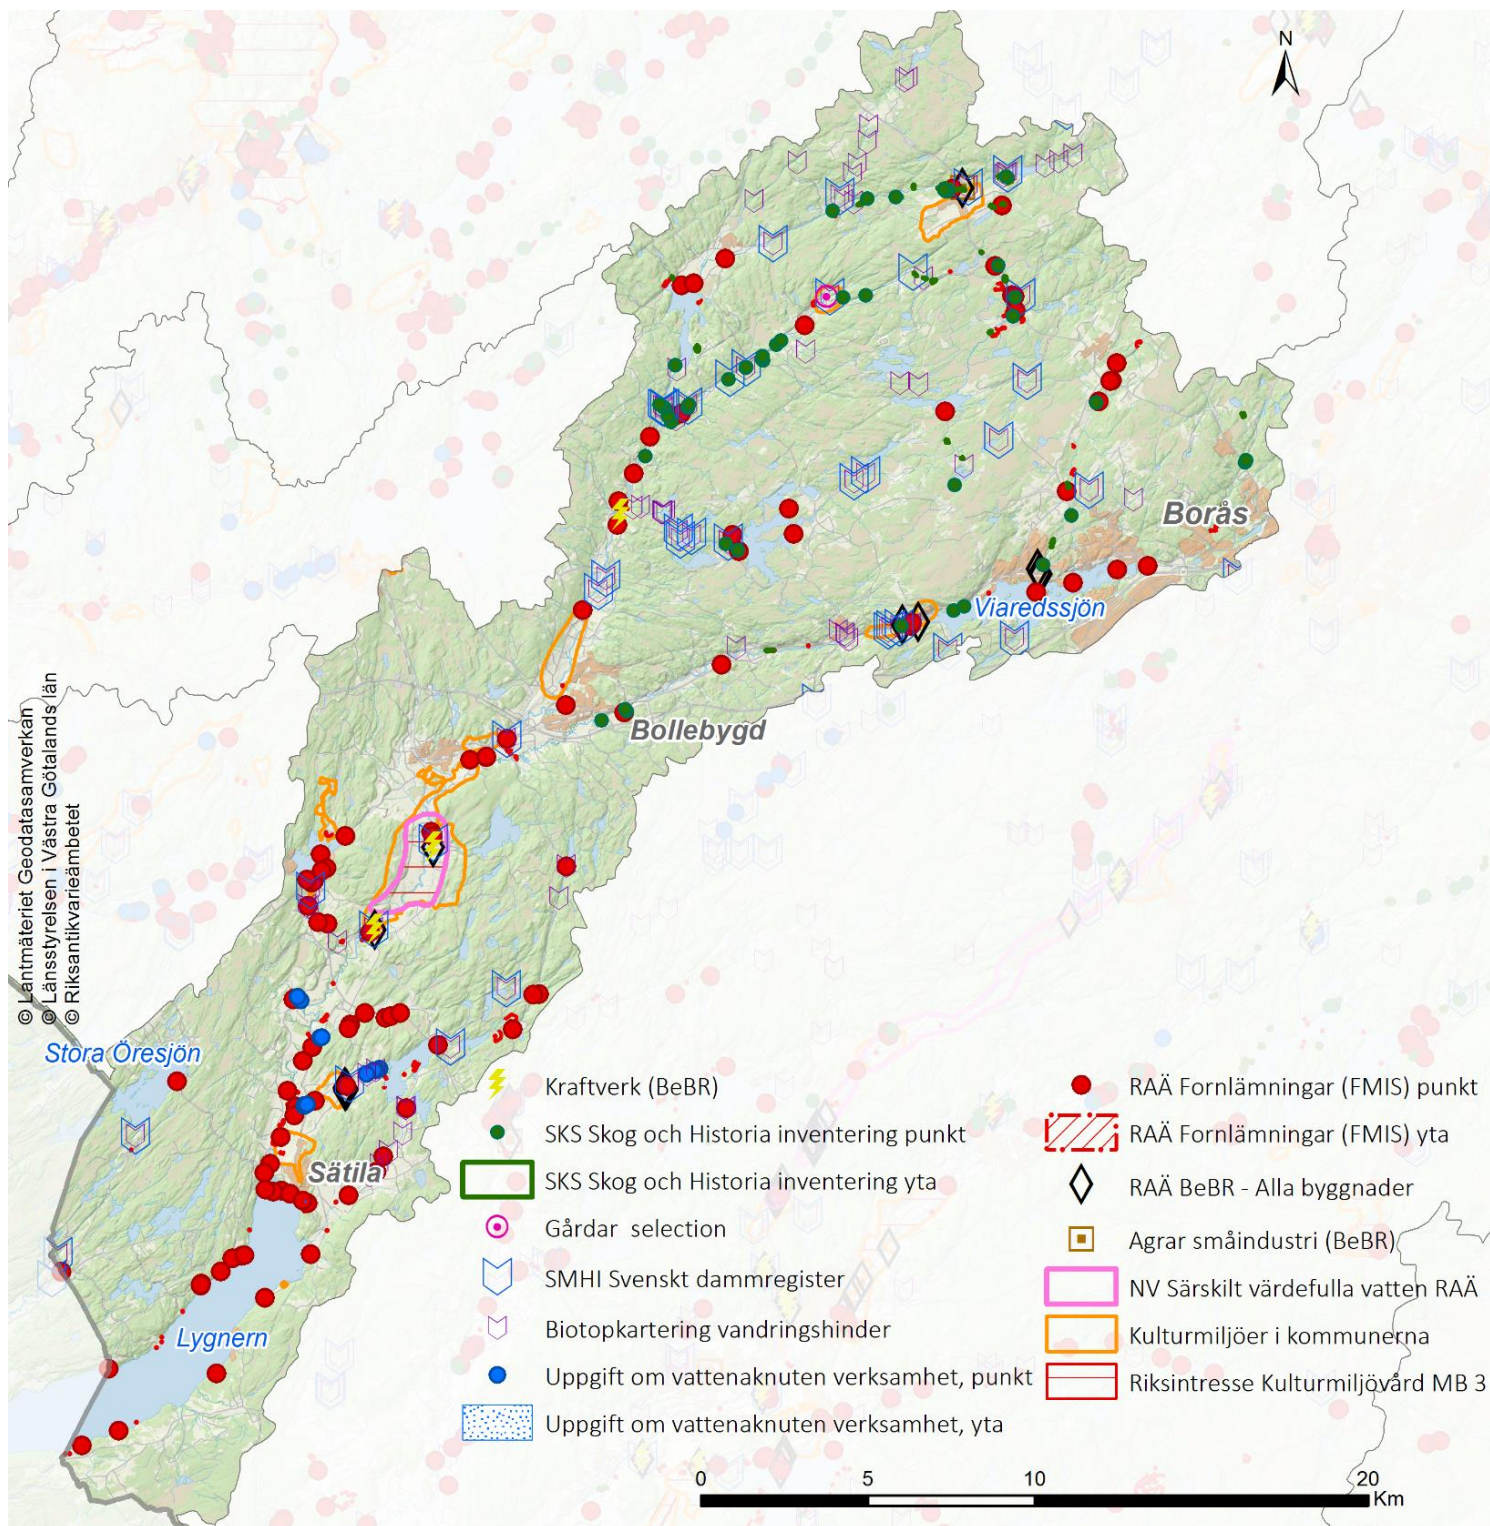 N
Borås
Viaredssjön
Bollebygd
© Lantmäteriet Geodatasamverkan
© Länsstyrelsen i Västra Götalands län
© Riksantikvarieämbetet
Stora Öresjön
Sätila
Lygnern
Kraftverk (BeBR)
SKS Skog och Historia inventering punkt
SKS Skog och Historia inventering yta
Gårdar selection
SMHI Svenskt dammregister
Biotopkartering vandringshinder
Uppgift om vattenaknuten verksamhet, punkt
Uppgift om vattenaknuten verksamhet, yta
RAÄ Fornlämningar (FMIS) punkt
RAÄ Fornlämningar (FMIS) yta
RAÄ BeBR - Alla byggnader
Agrar småindustri (BeBR)
NV Särskilt värdefulla vatten RAÄ
Kulturmiljöer i kommunerna
Riksintresse Kulturmiljövård MB 3
0 5 10 20
Km